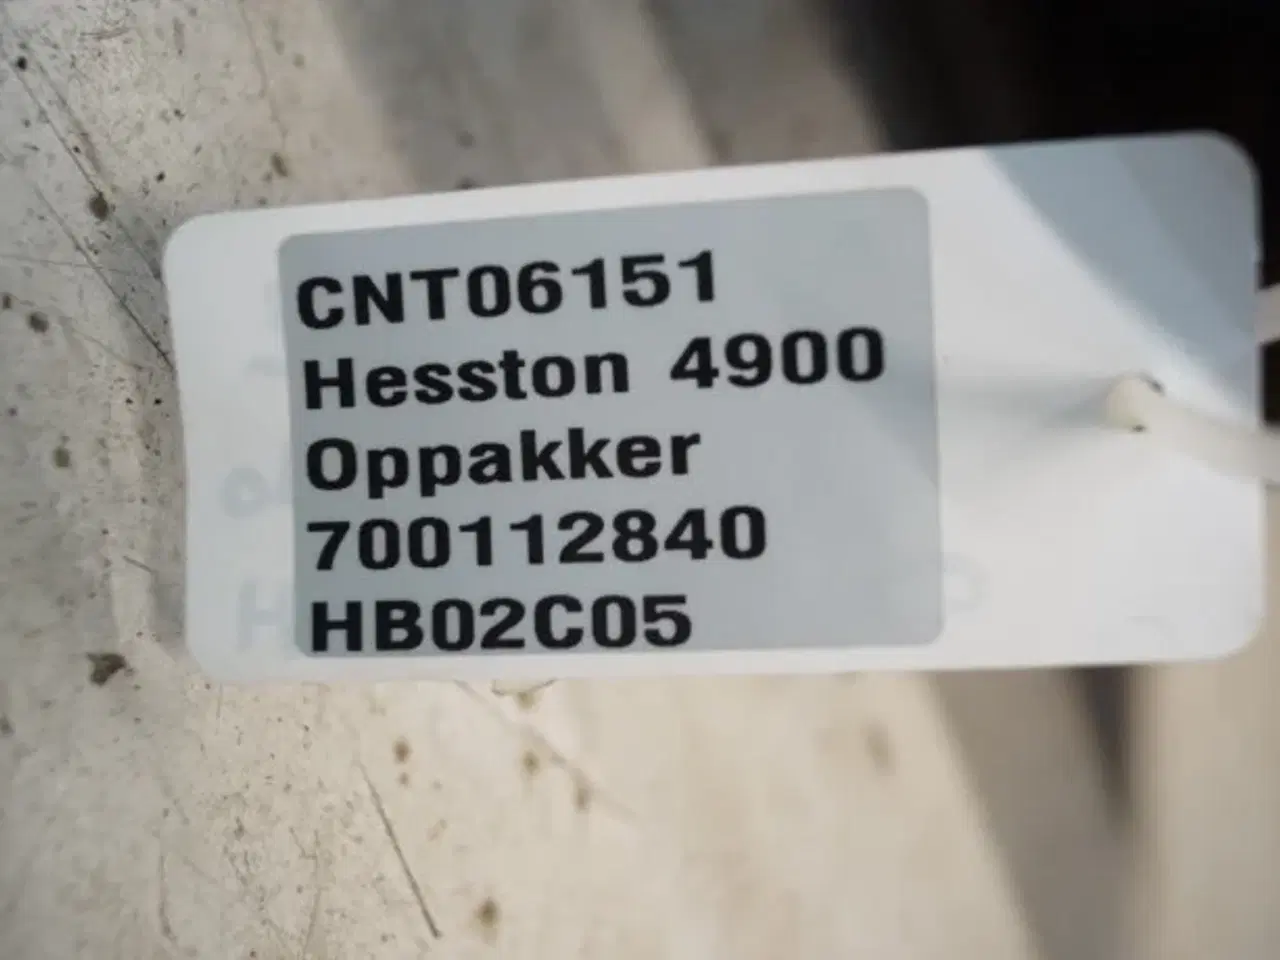 CNT06151
Hesston 4900
Oppakker
700112840
HB02C05